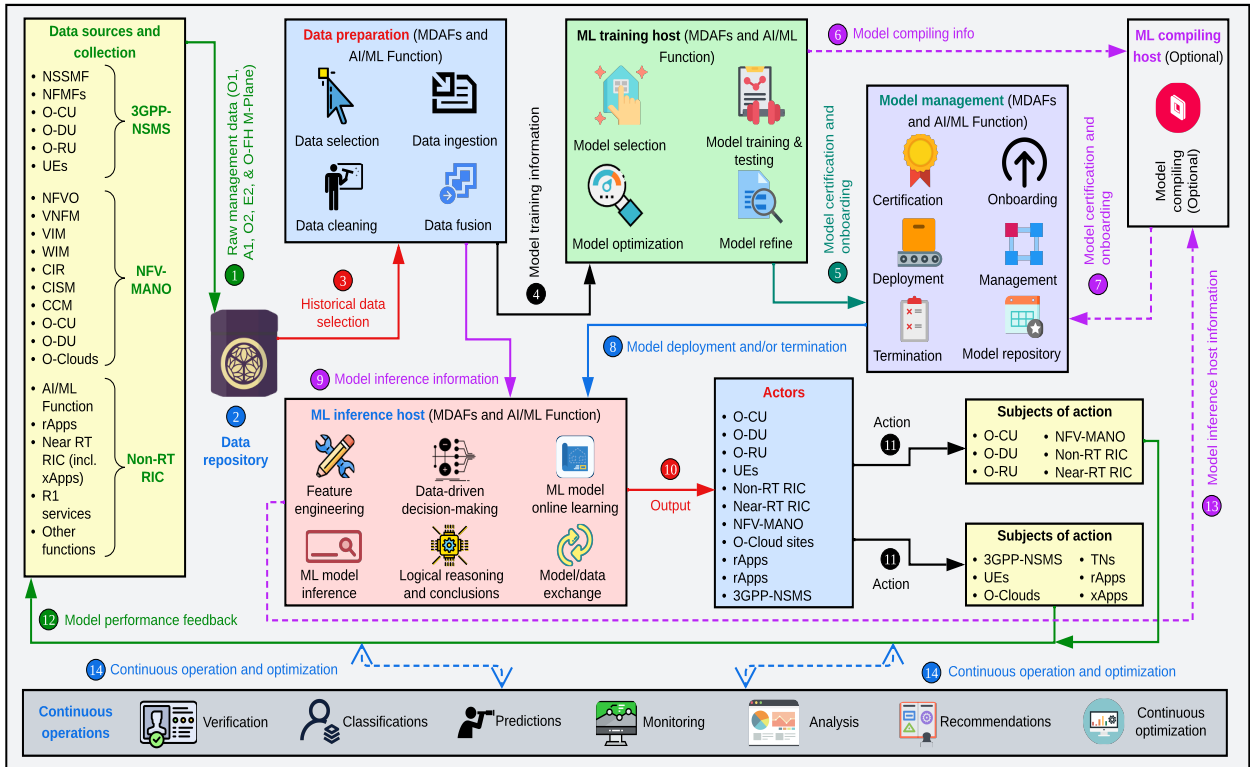 Data sources and
collection
NSSMF
NFMFs
O-CU
O-DU
O-RU
UEs
3GPP-
NSMS
NFVO
VNFM
VIM
WIM
CIR
CISM
CCM
O-CU
O-DU
O-Clouds
NFV-
MANO
AI/ML
Function
rApps
Near RT
RIC (incl.
xApps)
R1
services
Other
functions
Non-RT
RIC
1
Raw management data (O1,
A1, O2, E2, & O-FH M-Plane)
2
Data
repository
3
Historical data
selection
Data preparation (MDAFs and
AI/ML Function)
Data selection
Data ingestion
Data cleaning
Data fusion
4
Model training information
ML training host (MDAFs and AI/ML
Function)
Model selection
Model training &
testing
Model optimization
Model refine
5
Model certification and
onboarding
6
Model compiling info
Model management (MDAFs
and AI/ML Function)
Certification
Onboarding
Deployment
Management
Termination
Model repository
7
Model certification and
onboarding
ML compiling
host (Optional)
Model
compiling
(Optional)
8
Model deployment and/or termination
9
Model inference information
ML inference host (MDAFs and AI/ML Function)
Feature
engineering
Data-driven
decision-making
ML model
online learning
ML model
inference
Logical reasoning
and conclusions
Model/data
exchange
10
Output
Actors
O-CU
O-DU
O-RU
UEs
Non-RT RIC
Near-RT RIC
NFV-MANO
O-Cloud sites
rApps
rApps
3GPP-NSMS
Action
11
11
Action
Subjects of action
O-CU
O-DU
O-RU
NFV-MANO
Non-RT RIC
Near-RT RIC
Subjects of action
3GPP-NSMS
UEs
O-Clouds
TNs
rApps
xApps
13
Model inference host information
12
Model performance feedback
14
Continuous operation and optimization
14
Continuous operation and optimization
Continuous
operations
Verification
Classifications
Predictions
Monitoring
Analysis
Recommendations
Continuous
optimization